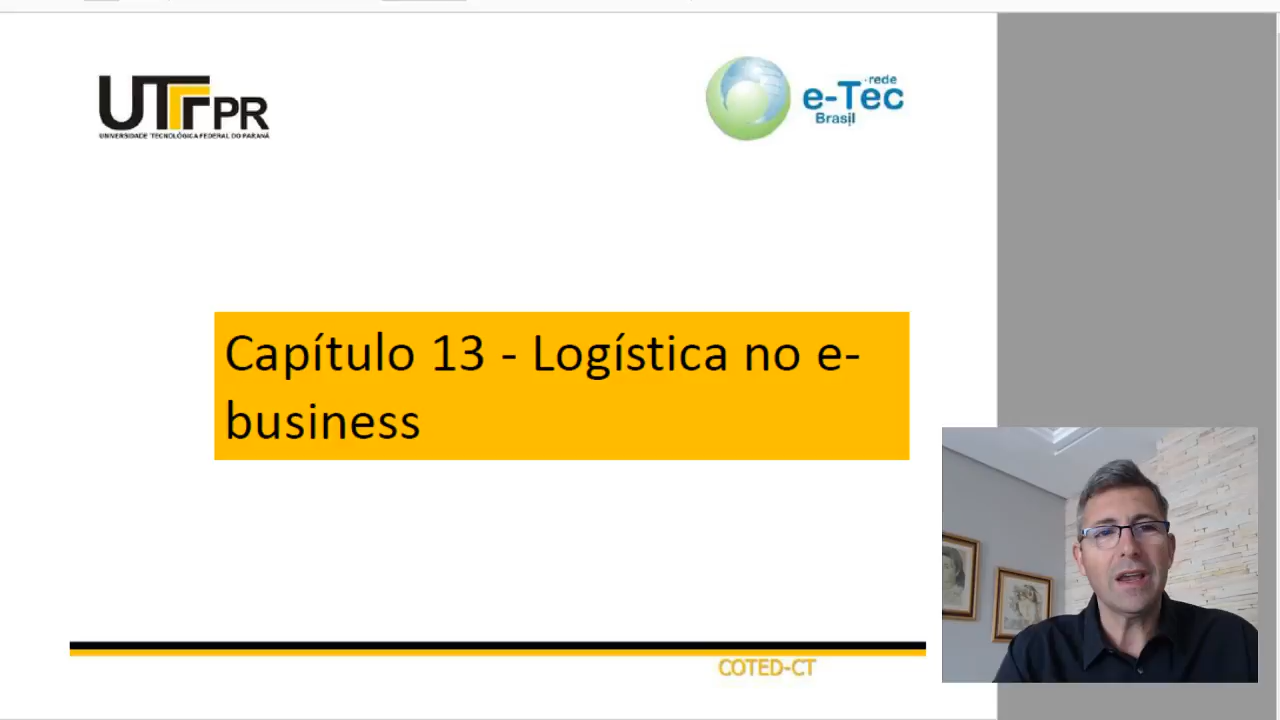 UTFPR
UNIVERSIDADE TECNOLÓGICA FEDERAL DO PARANÁ
rede
e-Tec
Brasil
Capítulo 13 - Logística no e-
business
COTED-CT